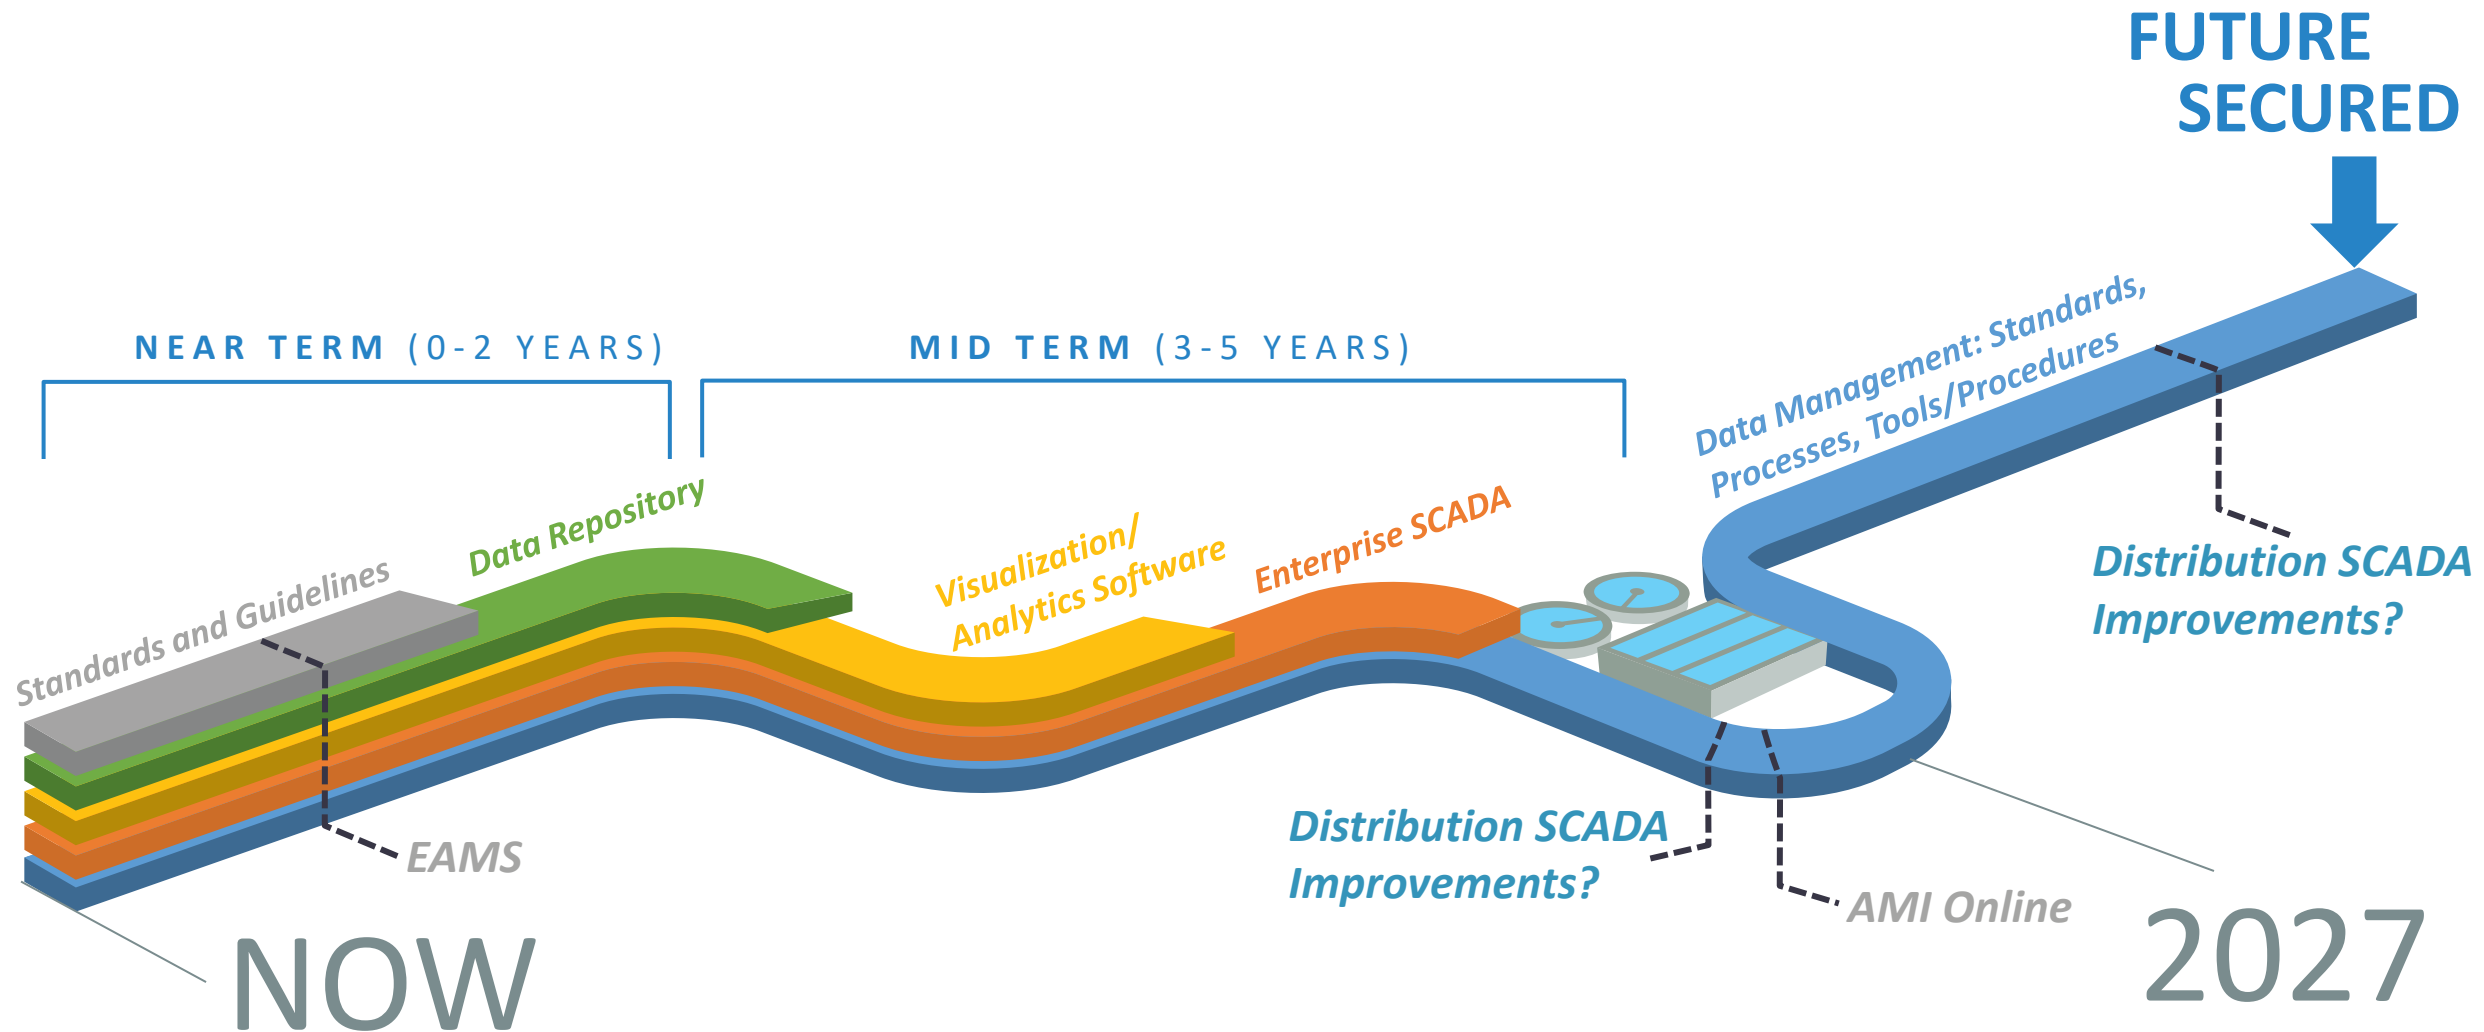 FUTURE
SECURED
NEAR TERM (0-2 YEARS)
MID TERM (3-5 YEARS)
Standards and Guidelines
Data Repository
Visualization/
Analytics Software
Enterprise SCADA
Data Management: Standards,
Processes, Tools/Procedures
Distribution SCADA
Improvements?
EAMS
Distribution SCADA
Improvements?
AMI Online
NOW
2027